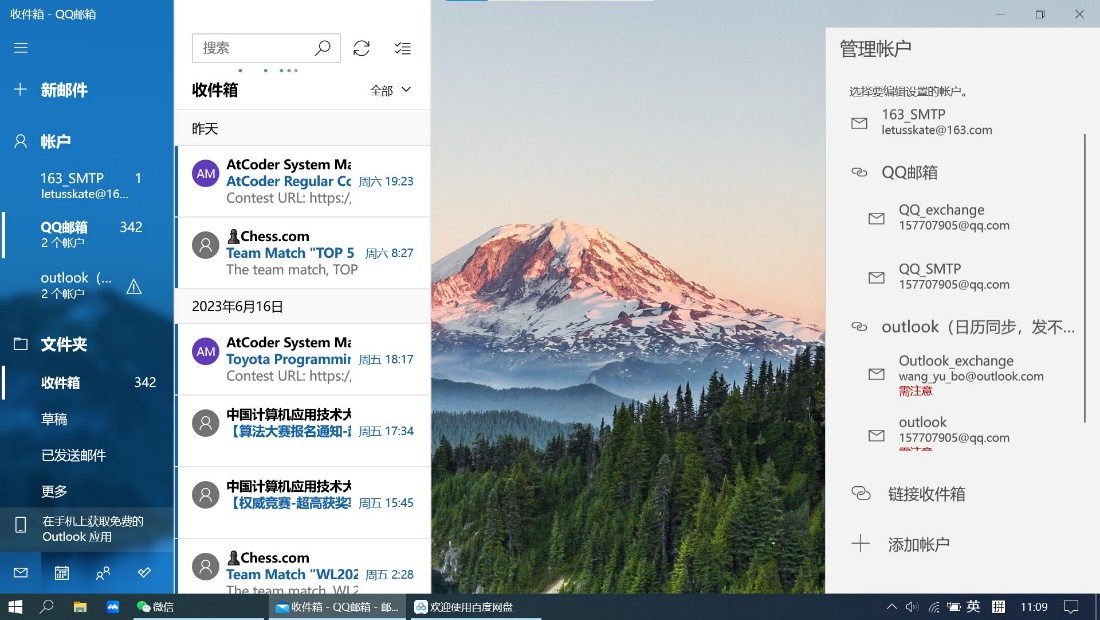 收件箱 - QQ邮箱
新邮件
帐户
163_SMTP 1
letusskate@16...
QQ邮箱 342
2 个帐户
outlook（...
2 个帐户
文件夹
收件箱 342
草稿
已发送邮件
更多
在手机上获取免费的
Outlook 应用
搜索
收件箱 全部
昨天
AM
AtCoder System Ma
AtCoder Regular Co 周六 19:23
Contest URL: https:/
Chess.com
Team Match "TOP 5 周六 8:27
The team match, TOP
2023年6月16日
AM
AtCoder System Ma
Toyota Programmin 周五 18:17
Contest URL: https:/
中国计算机应用技术大
【算法大赛报名通知- 周五 17:34
中国计算机应用技术大
【权威竞赛-超高获奖 周五 15:45
Chess.com
Team Match "WL202 周五 2:28
The team match, WL2
管理帐户
选择要编辑设置的帐户。
163_SMTP
letusskate@163.com
QQ邮箱
QQ_exchange
157707905@qq.com
QQ_SMTP
157707905@qq.com
outlook（日历同步，发不...
Outlook_exchange
wang_yu_bo@outlook.com
需注意
outlook
157707905@qq.com
需注意
链接收件箱
添加帐户
微信
收件箱 - QQ邮箱 - 邮...
欢迎使用百度网盘
英
拼
11:09